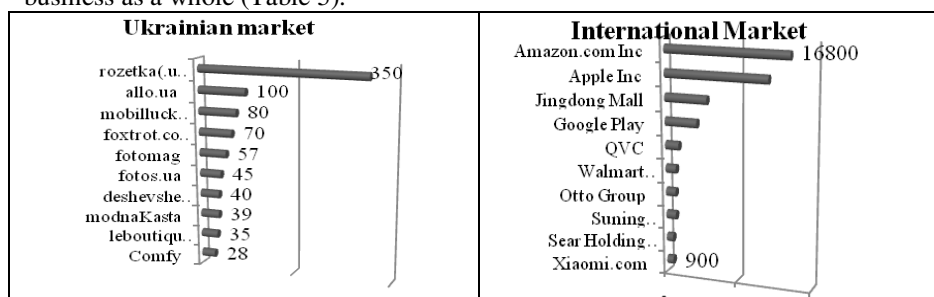 business as a whole (Table 3).
Ukrainian market
rozetka(.u..
350
allo.ua
100
mobilluck..
80
foxtrot.co..
70
fotomag
57
fotos.ua
45
deshevshe..
40
modnaKasta
39
leboutiqu..
35
Comfy
28
International Market
Amazon.com Inc
16800
Apple Inc
Jingdong Mall
Google Play
QVC
Walmart..
Otto Group
Suning..
Sear Holding..
Xiaomi.com
900